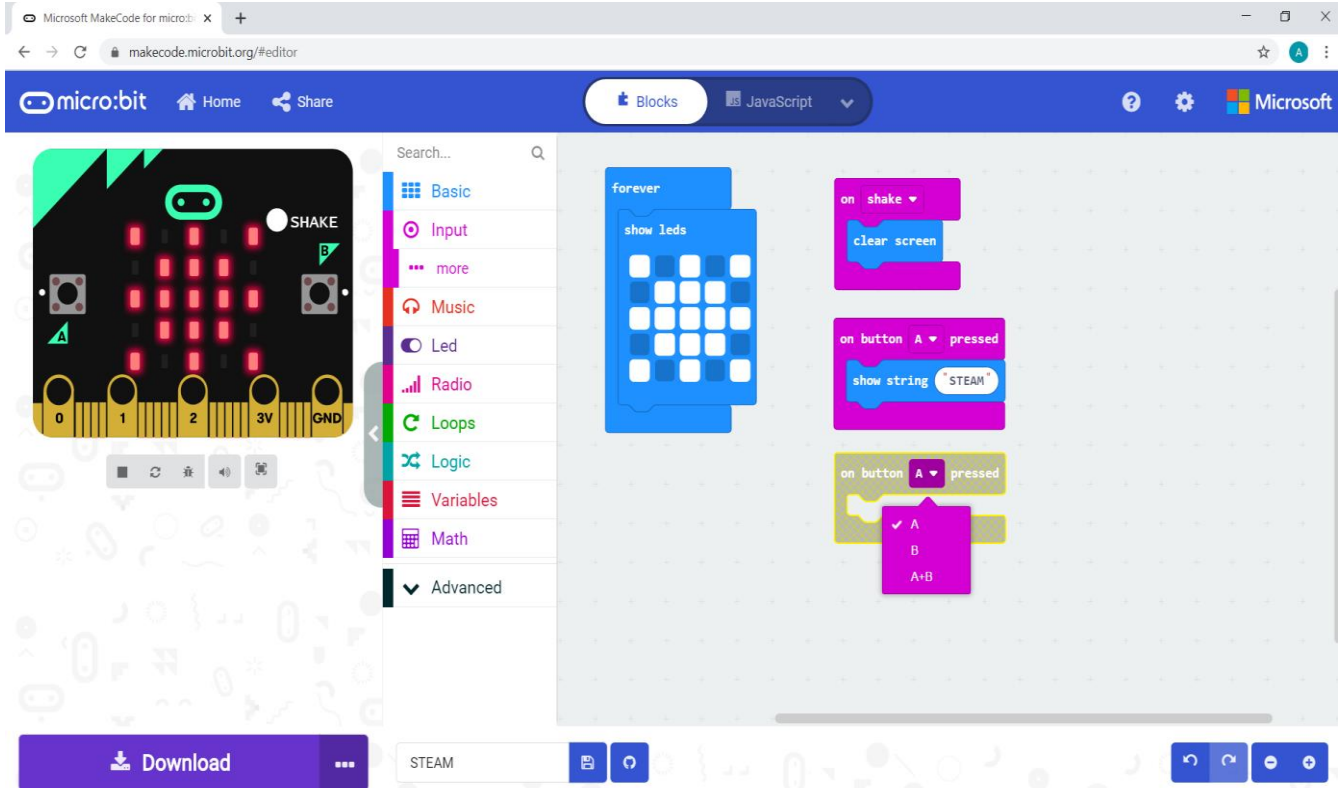 Microsoft MakeCode for micro:b
makecode.microbit.org/#editor
A
micro:bit
Home
Share
Blocks
JS JavaScript
?
Microsoft
SHAKE
B
A
0 1 2 3V GND
Search...
Basic
Input
more
Music
Led
Radio
Loops
Logic
Variables
Math
Advanced
forever
show leds
on shake
clear screen
on button A pressed
show string "STEAM"
on button A pressed
A
B
A+B
Download
STEAM